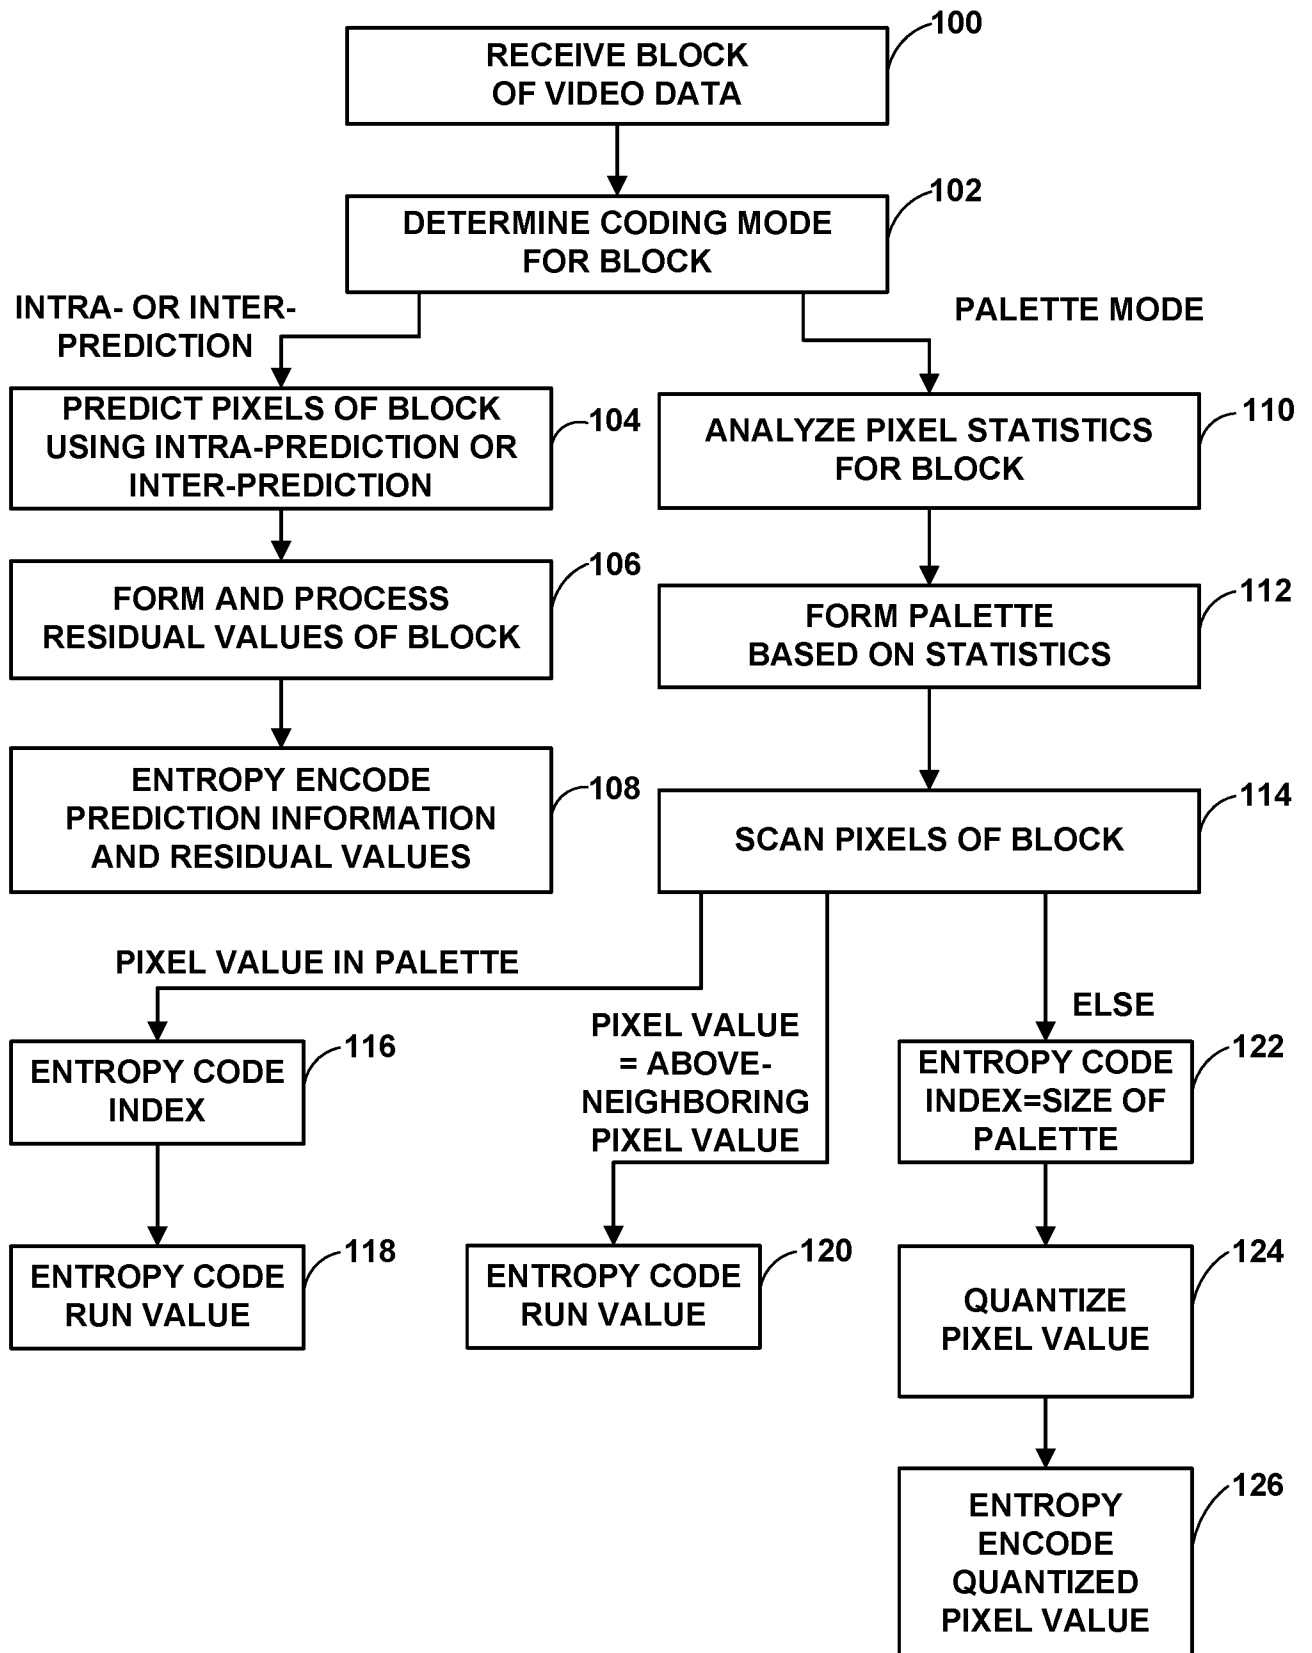 100
RECEIVE BLOCK
OF VIDEO DATA
102
DETERMINE CODING MODE
FOR BLOCK
INTRA- OR INTER-
PREDICTION
PALETTE MODE
PREDICT PIXELS OF BLOCK
USING INTRA-PREDICTION OR
INTER-PREDICTION
104
ANALYZE PIXEL STATISTICS
FOR BLOCK
110
106
FORM AND PROCESS
RESIDUAL VALUES OF BLOCK
112
FORM PALETTE
BASED ON STATISTICS
ENTROPY ENCODE
PREDICTION INFORMATION
AND RESIDUAL VALUES
108
114
SCAN PIXELS OF BLOCK
PIXEL VALUE IN PALETTE
PIXEL VALUE
= ABOVE-
NEIGHBORING
PIXEL VALUE
ELSE
116
ENTROPY CODE
INDEX
122
ENTROPY CODE
INDEX=SIZE OF
PALETTE
118
ENTROPY CODE
RUN VALUE
120
ENTROPY CODE
RUN VALUE
124
QUANTIZE
PIXEL VALUE
126
ENTROPY
ENCODE
QUANTIZED
PIXEL VALUE